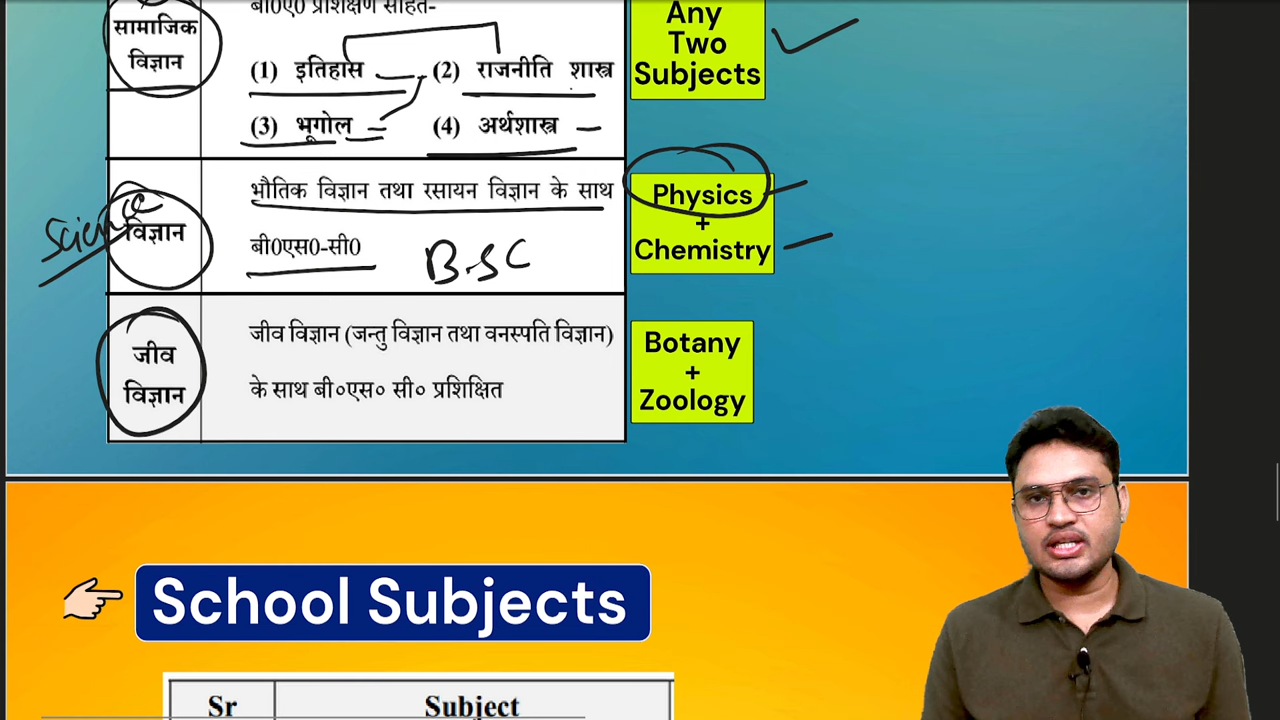 बी0ए0 प्रशिक्षण सहित-
सामाजिक
विज्ञान
(1) इतिहास (2) राजनीति शास्त्र
(3) भूगोल (4) अर्थशास्त्र
Any
Two
Subjects
Science
विज्ञान
भौतिक विज्ञान तथा रसायन विज्ञान के साथ
बी0एस0-सी0
B.SC
Physics
+
Chemistry
जीव
विज्ञान
जीव विज्ञान (जन्तु विज्ञान तथा वनस्पति विज्ञान)
के साथ बी०एस० सी० प्रशिक्षित
Botany
+
Zoology
School Subjects
Sr Subject